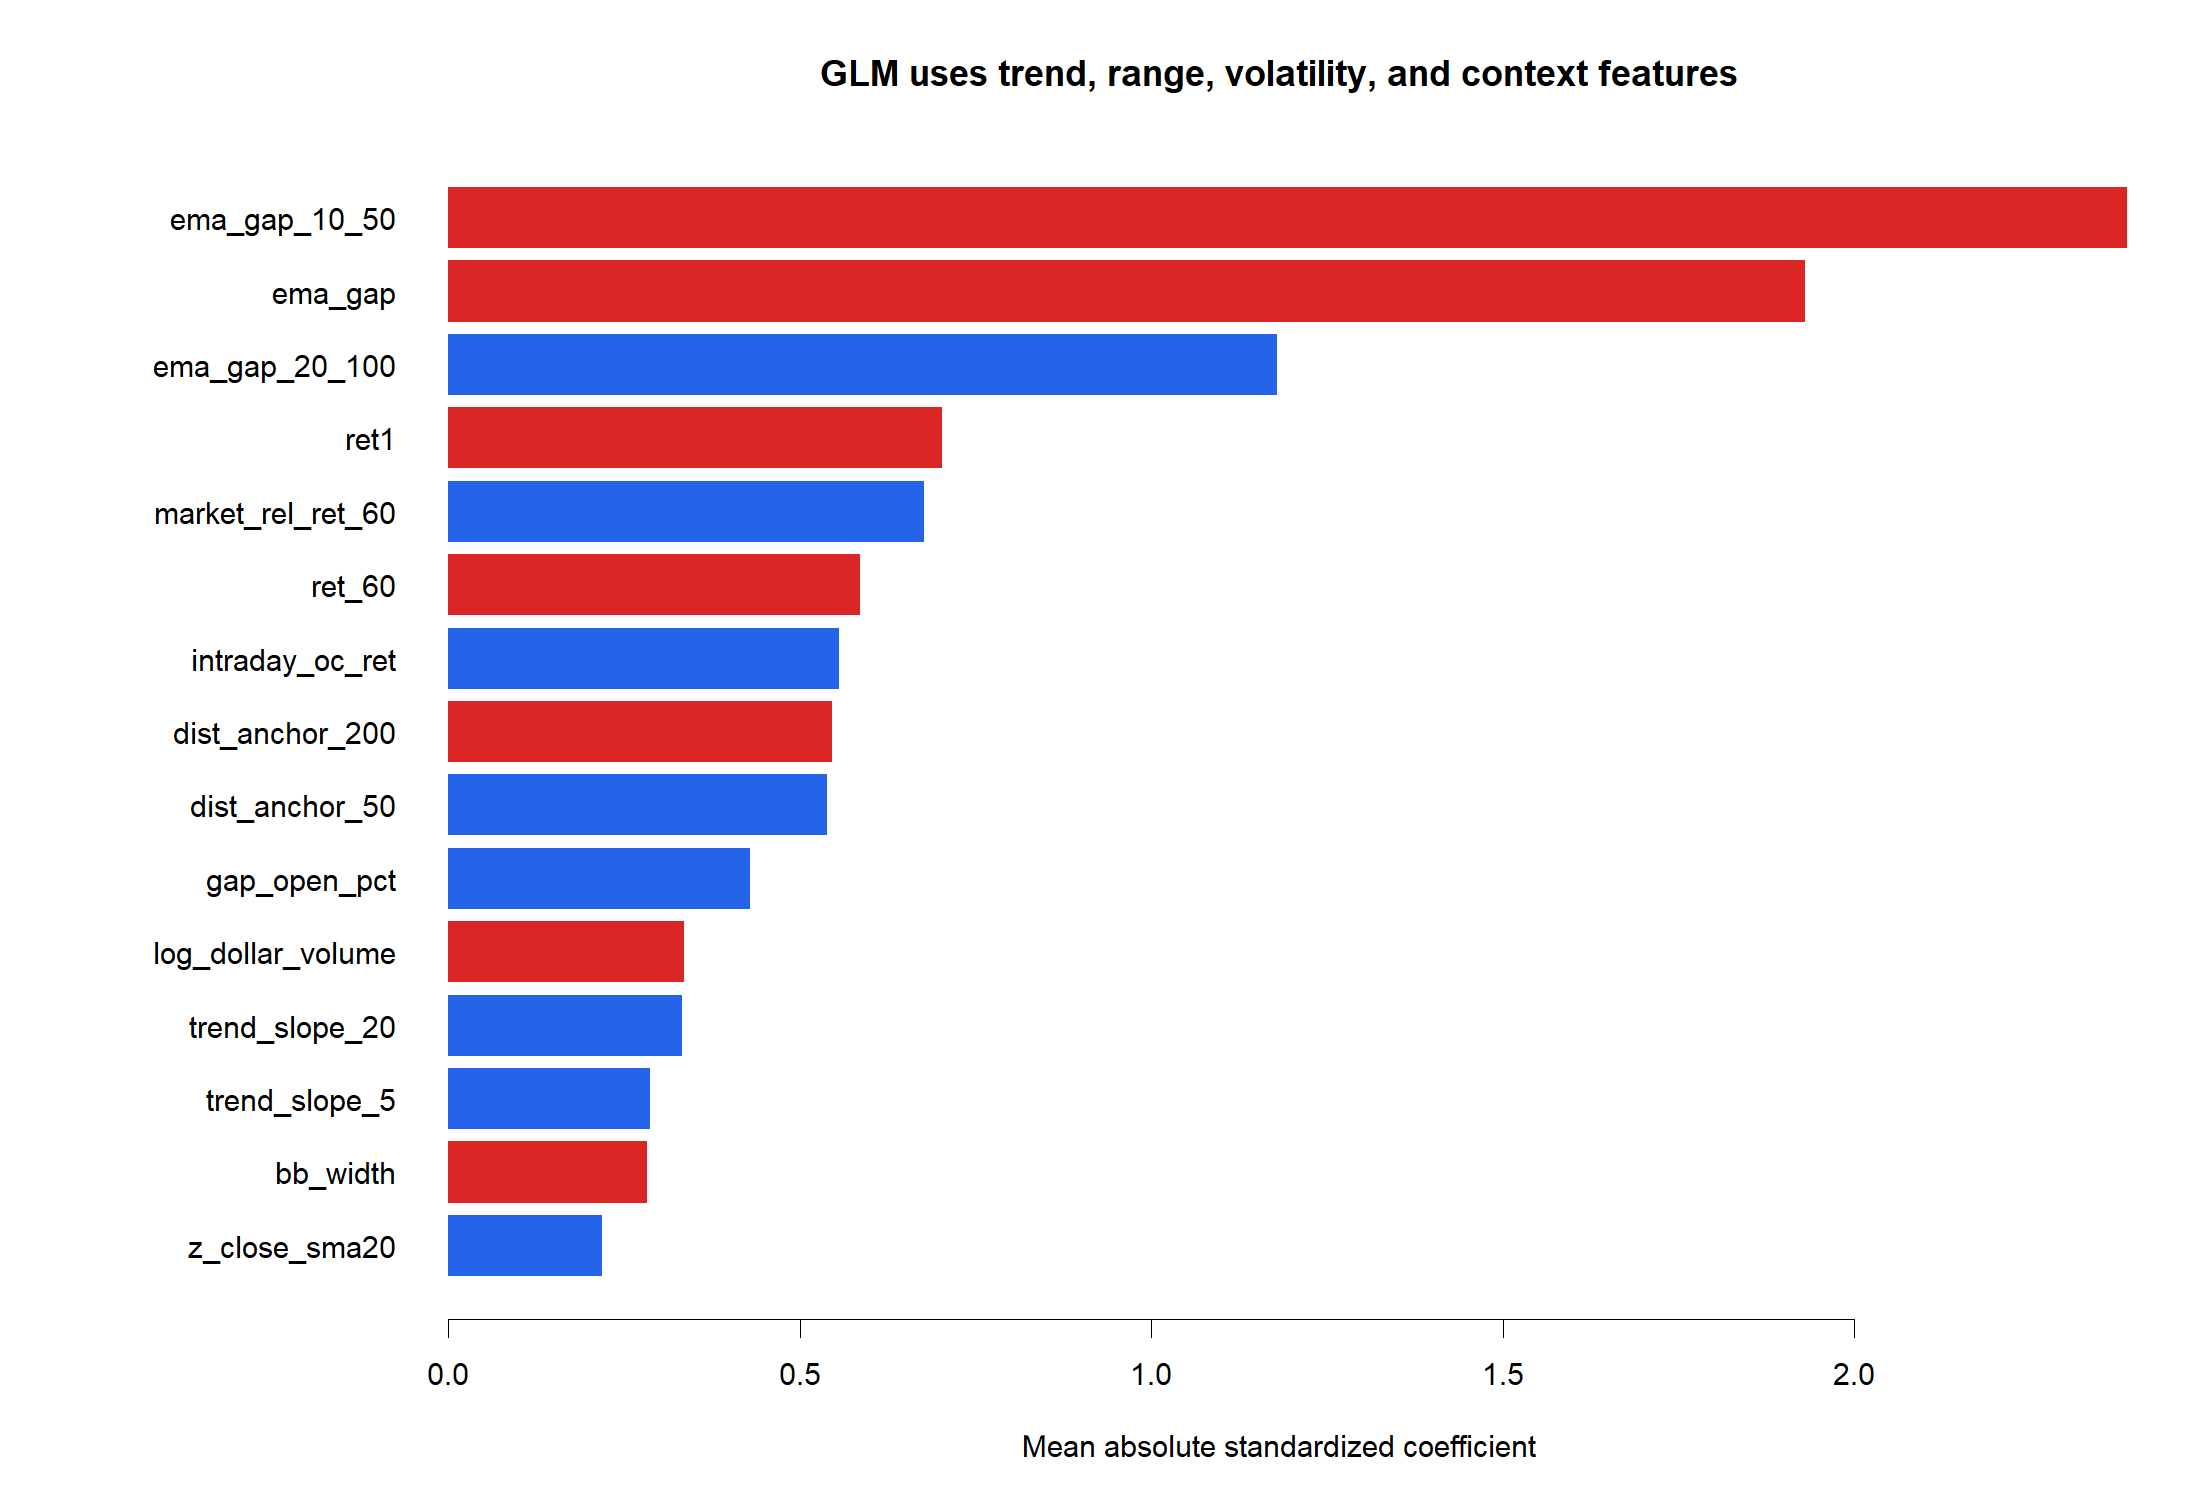 GLM uses trend, range, volatility, and context features
ema_gap_10_50
ema_gap
ema_gap_20_100
ret1
market_rel_ret_60
ret_60
intraday_oc_ret
dist_anchor_200
dist_anchor_50
gap_open_pct
log_dollar_volume
trend_slope_20
trend_slope_5
bb_width
z_close_sma20
0.0 0.5 1.0 1.5 2.0
Mean absolute standardized coefficient